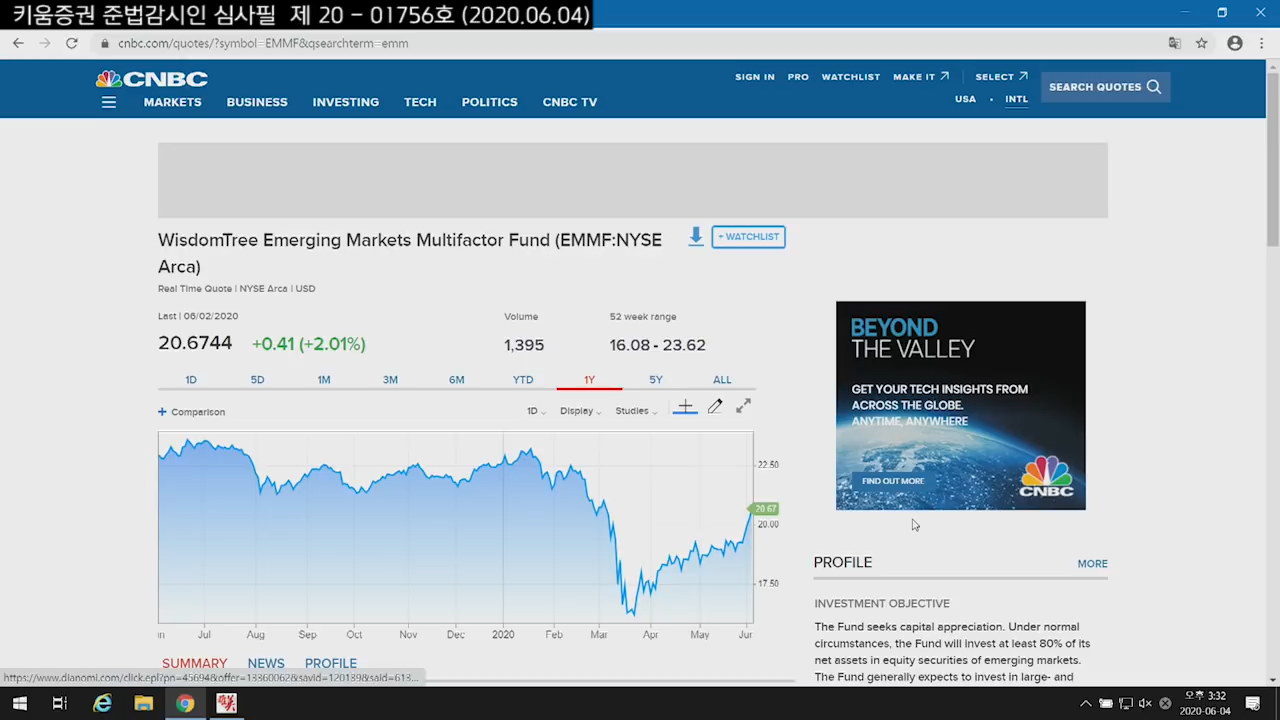 키움증권 준법감시인 심사필 제 20 - 01756호 (2020.06.04)
cnbc.com/quotes/?symbol=EMMF&qsearchterm=emm
CNBC
SIGN IN PRO WATCHLIST MAKE IT SELECT
USA • INTL
SEARCH QUOTES
MARKETS BUSINESS INVESTING TECH POLITICS CNBC TV
WisdomTree Emerging Markets Multifactor Fund (EMMF:NYSE
Arca)
+ WATCHLIST
Real Time Quote | NYSE Arca | USD
Last | 06/02/2020
20.6744 +0.41 (+2.01%)
Volume
1,395
52 week range
16.08 - 23.62
1D 5D 1M 3M 6M YTD 1Y 5Y ALL
+ Comparison
1D Display Studies
22.50
20.67
20.00
17.50
Jul Aug Sep Oct Nov Dec 2020 Feb Mar Apr May Jur
SUMMARY NEWS PROFILE
BEYOND
THE VALLEY
GET YOUR TECH INSIGHTS FROM
ACROSS THE GLOBE.
ANYTIME, ANYWHERE
FIND OUT MORE
CNBC
PROFILE
MORE
INVESTMENT OBJECTIVE
The Fund seeks capital appreciation. Under normal
circumstances, the Fund will invest at least 80% of its
net assets in equity securities of emerging markets.
The Fund generally expects to invest in large- and
오후 3:32
2020-06-04